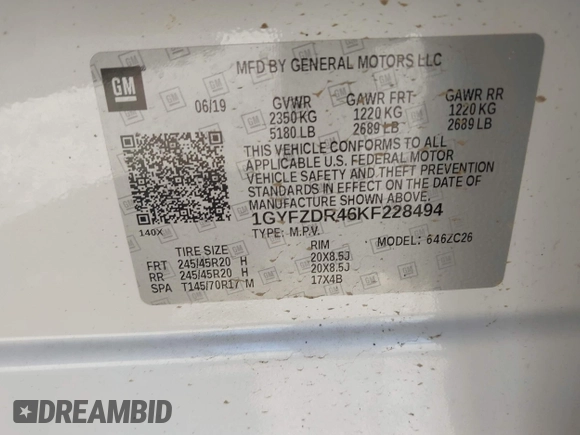 GM
MFD BY GENERAL MOTORS LLC
06/19 GVWR GAWR FRT GAWR RR
2350 KG 1220 KG 1220 KG
5180 LB 2689 LB 2689 LB
THIS VEHICLE CONFORMS TO ALL
APPLICABLE U.S. FEDERAL MOTOR
VEHICLE SAFETY AND THEFT PREVENTION
STANDARDS IN EFFECT ON THE DATE OF
MANUFACTURE SHOWN ABOVE.
1GYFZDR46KF228494
140X
TYPE: M.P.V. MODEL: 6462C26
TIRE SIZE RIM
FRT 245/45R20 H 20X8.5J
RR 245/45R20 H 20X8.5J
SPA T145/70R17 M 17X4B
DREAMBID